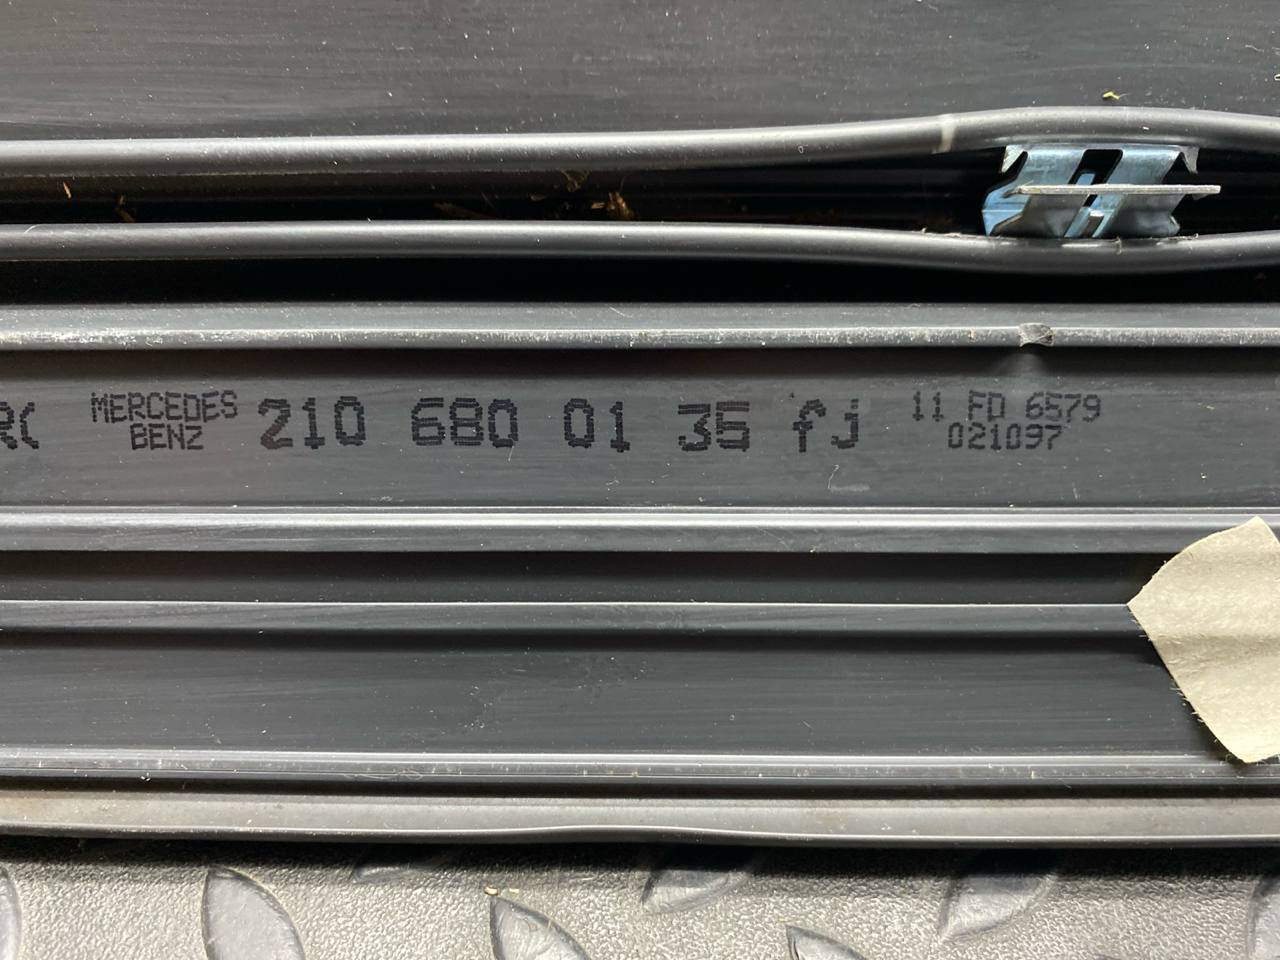 MERCEDES
BENZ
210 680 01 35 fj
11 FD 6579
021097